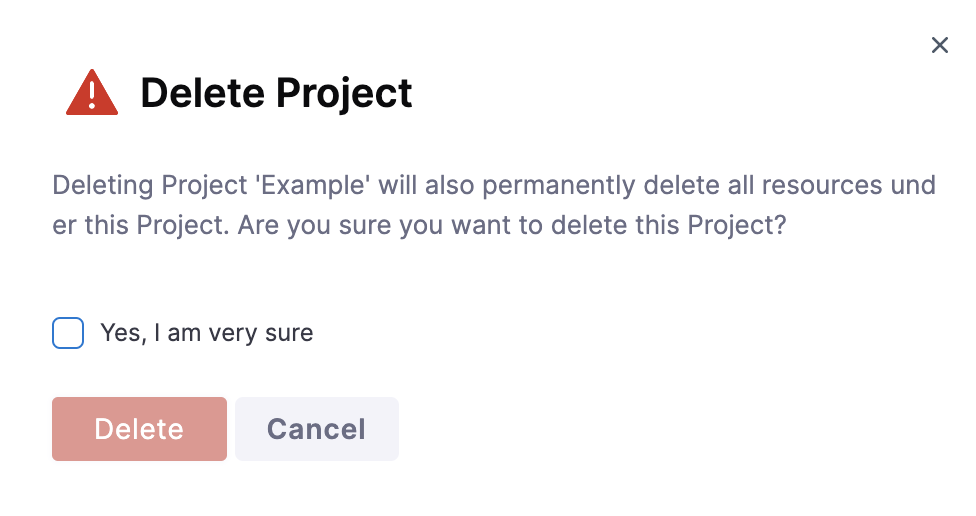 Delete Project
Deleting Project 'Example' will also permanently delete all resources und
er this Project. Are you sure you want to delete this Project?
Yes, I am very sure
Delete
Cancel